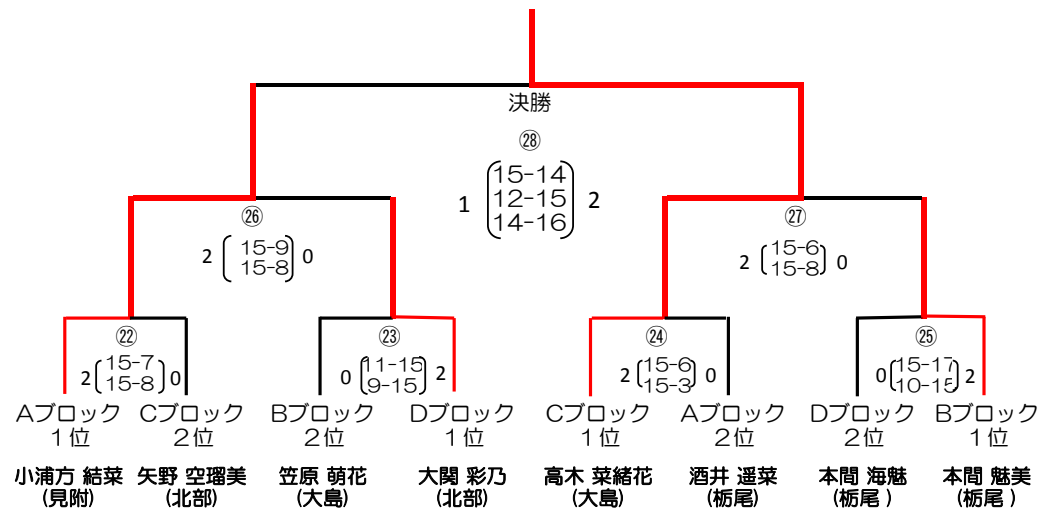 決勝
㉘
1 15-14 2
12-15
14-16
㉖
2 15-9 0
15-8
㉗
2 15-6 0
15-8
㉒
2 15-7 0
15-8
㉓
0 11-15 2
9-15
㉔
2 15-6 0
15-3
㉕
0 15-17 2
10-15
Aブロック Cブロック Bブロック Dブロック Cブロック Aブロック Dブロック Bブロック
1位 2位 2位 1位 1位 2位 2位 1位
小浦方 結菜 矢野 空瑠美 笠原 萌花 大関 彩乃 高木 菜緒花 酒井 遥菜 本間 海魅 本間 魅美
(見附) (北部) (大島) (北部) (大島) (栃尾) (栃尾 ) (栃尾 )